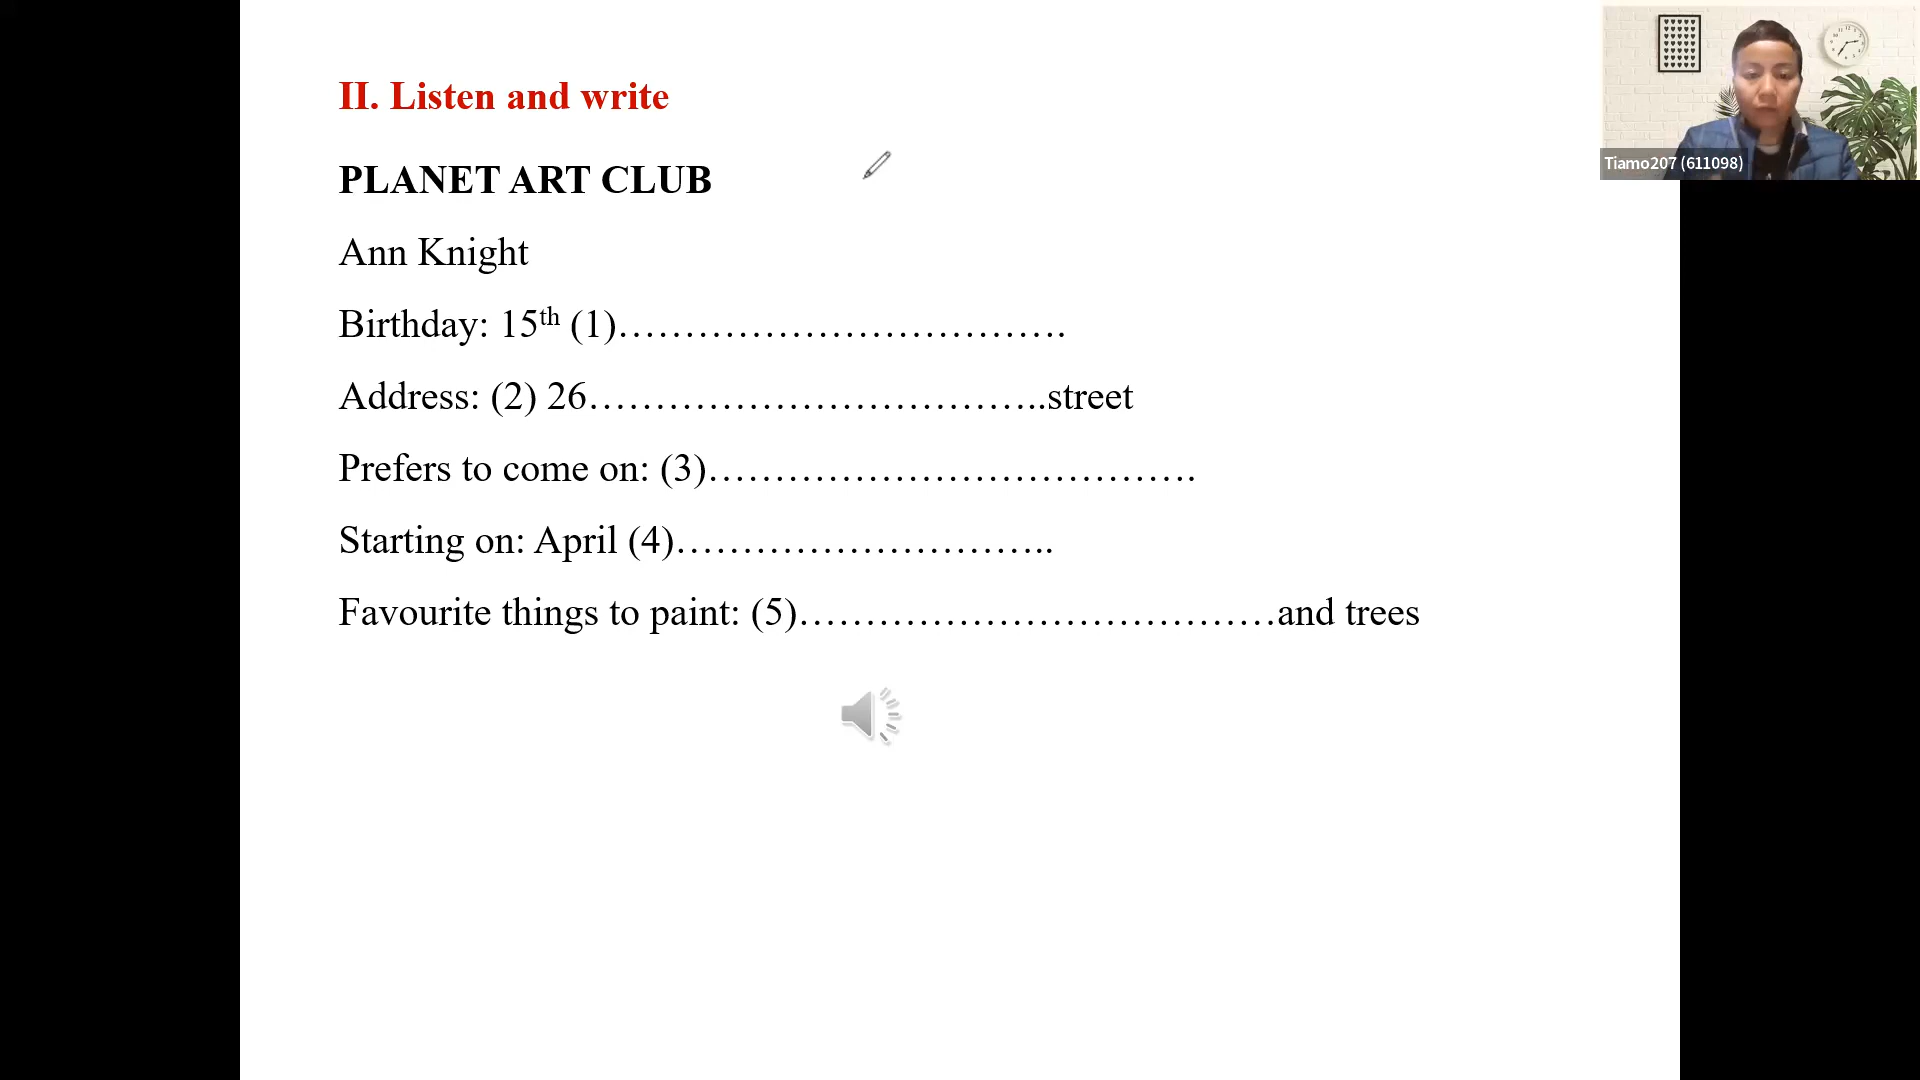 II. Listen and write
PLANET ART CLUB
Ann Knight
Birthday: 15th (1)……………………………….
Address: (2) 26………………………………..street
Prefers to come on: (3)………………………………….
Starting on: April (4)…………………………..
Favourite things to paint: (5)…………………………………and trees
Tiamo207 (611098)